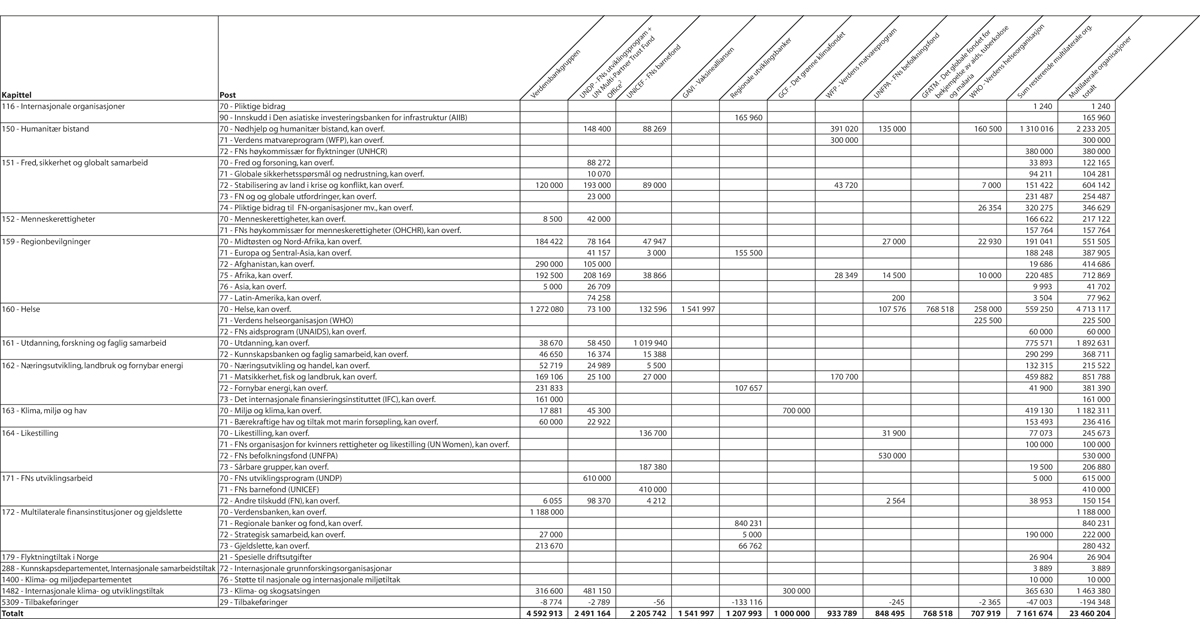 Verdensbankgruppen
UNDP - FNs utviklingsprogram +
UN Multi-Partner Trust Fund
Office¹
UNICEF - FNs barnefond
GAVI - Vaksinealliansen
Regionale utviklingsbanker
GCF - Det grønne klimafondet
WFP - Verdens matvareprogram
UNFPA - FNs befolkningsfond
GFATM - Det globale fondet for
bekjempelse av aids, tuberkolose
og malaria
WHO - Verdens helseorganisasjon
Sum resterende multilaterale org.
Multilaterale organisasjoner
totalt
Kapittel Post
116 - Internasjonale organisasjoner 70 - Pliktige bidrag 1 240 1 240
90 - Innskudd i Den asiatiske investeringsbanken for infrastruktur (AIIB) 165 960 165 960
150 - Humanitær bistand 70 - Nødhjelp og humanitær bistand, kan overf. 148 400 88 269 391 020 135 000 160 500 1 310 016 2 233 205
71 - Verdens matvareprogram (WFP), kan overf. 300 000 300 000
72 - FNs høykommissær for flyktninger (UNHCR) 380 000 380 000
151 - Fred, sikkerhet og globalt samarbeid 70 - Fred og forsoning, kan overf. 88 272 33 893 122 165
71 - Globale sikkerhetsspørsmål og nedrustning, kan overf. 10 070 94 211 104 281
72 - Stabilisering av land i krise og konflikt, kan overf. 120 000 193 000 89 000 43 720 7 000 151 422 604 142
73 - FN og og globale utfordringer, kan overf. 23 000 231 487 254 487
74 - Pliktige bidrag til FN-organisasjoner mv., kan overf. 26 354 320 275 346 629
152 - Menneskerettigheter 70 - Menneskerettigheter, kan overf. 8 500 42 000 166 622 217 122
71 - FNs høykommissær for menneskerettigheter (OHCHR), kan overf. 157 764 157 764
159 - Regionbevilgninger 70 - Midtøsten og Nord-Afrika, kan overf. 184 422 78 164 47 947 27 000 22 930 191 041 551 505
71 - Europa og Sentral-Asia, kan overf. 41 157 3 000 155 500 188 248 387 905
72 - Afghanistan, kan overf. 290 000 105 000 19 686 414 686
75 - Afrika, kan overf. 192 500 208 169 38 866 28 349 14 500 10 000 220 485 712 869
76 - Asia, kan overf. 5 000 26 709 9 993 41 702
77 - Latin-Amerika, kan overf. 74 258 200 3 504 77 962
160 - Helse 70 - Helse, kan overf. 1 272 080 73 100 132 596 1 541 997 107 576 768 518 258 000 559 250 4 713 117
71 - Verdens helseorganisasjon (WHO) 225 500 225 500
72 - FNs aidsprogram (UNAIDS), kan overf. 60 000 60 000
161 - Utdanning, forskning og faglig samarbeid 70 - Utdanning, kan overf. 38 670 58 450 1 019 940 775 571 1 892 631
72 - Kunnskapsbanken og faglig samarbeid, kan overf. 46 650 16 374 15 388 290 299 368 711
162 - Næringsutvikling, landbruk og fornybar energi 70 - Næringsutvikling og handel, kan overf. 52 719 24 989 5 500 132 315 215 522
71 - Matsikkerhet, fisk og landbruk, kan overf. 169 106 25 100 27 000 170 700 459 882 851 788
72 - Fornybar energi, kan overf. 231 833 107 657 41 900 381 390
73 - Det internasjonale finansieringsinstituttet (IFC), kan overf. 161 000 161 000
163 - Klima, miljø og hav 70 - Miljø og klima, kan overf. 17 881 45 300 700 000 419 130 1 182 311
71 - Bærekraftige hav og tiltak mot marin forsøpling, kan overf. 60 000 22 922 153 493 236 416
164 - Likestilling 70 - Likestilling, kan overf. 136 700 31 900 77 073 245 673
71 - FNs organisasjon for kvinners rettigheter og likestilling (UN Women), kan overf. 100 000 100 000
72 - FNs befolkningsfond (UNFPA) 530 000 530 000
73 - Sårbare grupper, kan overf. 187 380 19 500 206 880
171 - FNs utviklingsarbeid 70 - FNs utviklingsprogram (UNDP) 610 000 5 000 615 000
71 - FNs barnefond (UNICEF) 410 000 410 000
72 - Andre tilskudd (FN), kan overf. 6 055 98 370 4 212 2 564 38 953 150 154
172 - Multilaterale finansinstitusjoner og gjeldslette 70 - Verdensbanken, kan overf. 1 188 000 1 188 000
71 - Regionale banker og fond, kan overf. 840 231 840 231
72 - Strategisk samarbeid, kan overf. 27 000 5 000 190 000 222 000
73 - Gjeldslette, kan overf. 213 670 66 762 280 432
179 - Flyktningtiltak i Norge 21 - Spesielle driftsutgifter 26 904 26 904
288 - Kunnskapsdepartementet, Internasjonale samarbeidstiltak 72 - Internasjonale grunnforskingsorganisasjonar 3 889 3 889
1400 - Klima- og miljødepartementet 76 - Støtte til nasjonale og internasjonale miljøtiltak 10 000 10 000
1482 - Internasjonale klima- og utviklingstiltak 73 - Klima- og skogsatsingen 316 600 481 150 300 000 365 630 1 463 380
5309 - Tilbakeføringer 29 - Tilbakeføringer -8 774 -2 789 -56 -133 116 -245 -2 365 -47 003 -194 348
Totalt 4 592 913 2 491 164 2 205 742 1 541 997 1 207 993 1 000 000 933 789 848 495 768 518 707 919 7 161 674 23 460 204